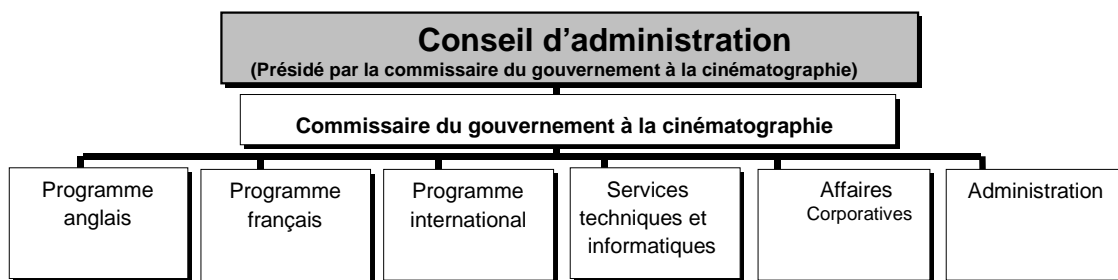 Conseil d’administration
(Présidé par la commissaire du gouvernement à la cinématographie)
Commissaire du gouvernement à la cinématographie
Programme
anglais
Programme
français
Programme
international
Services
techniques et
informatiques
Affaires
Corporatives
Administration